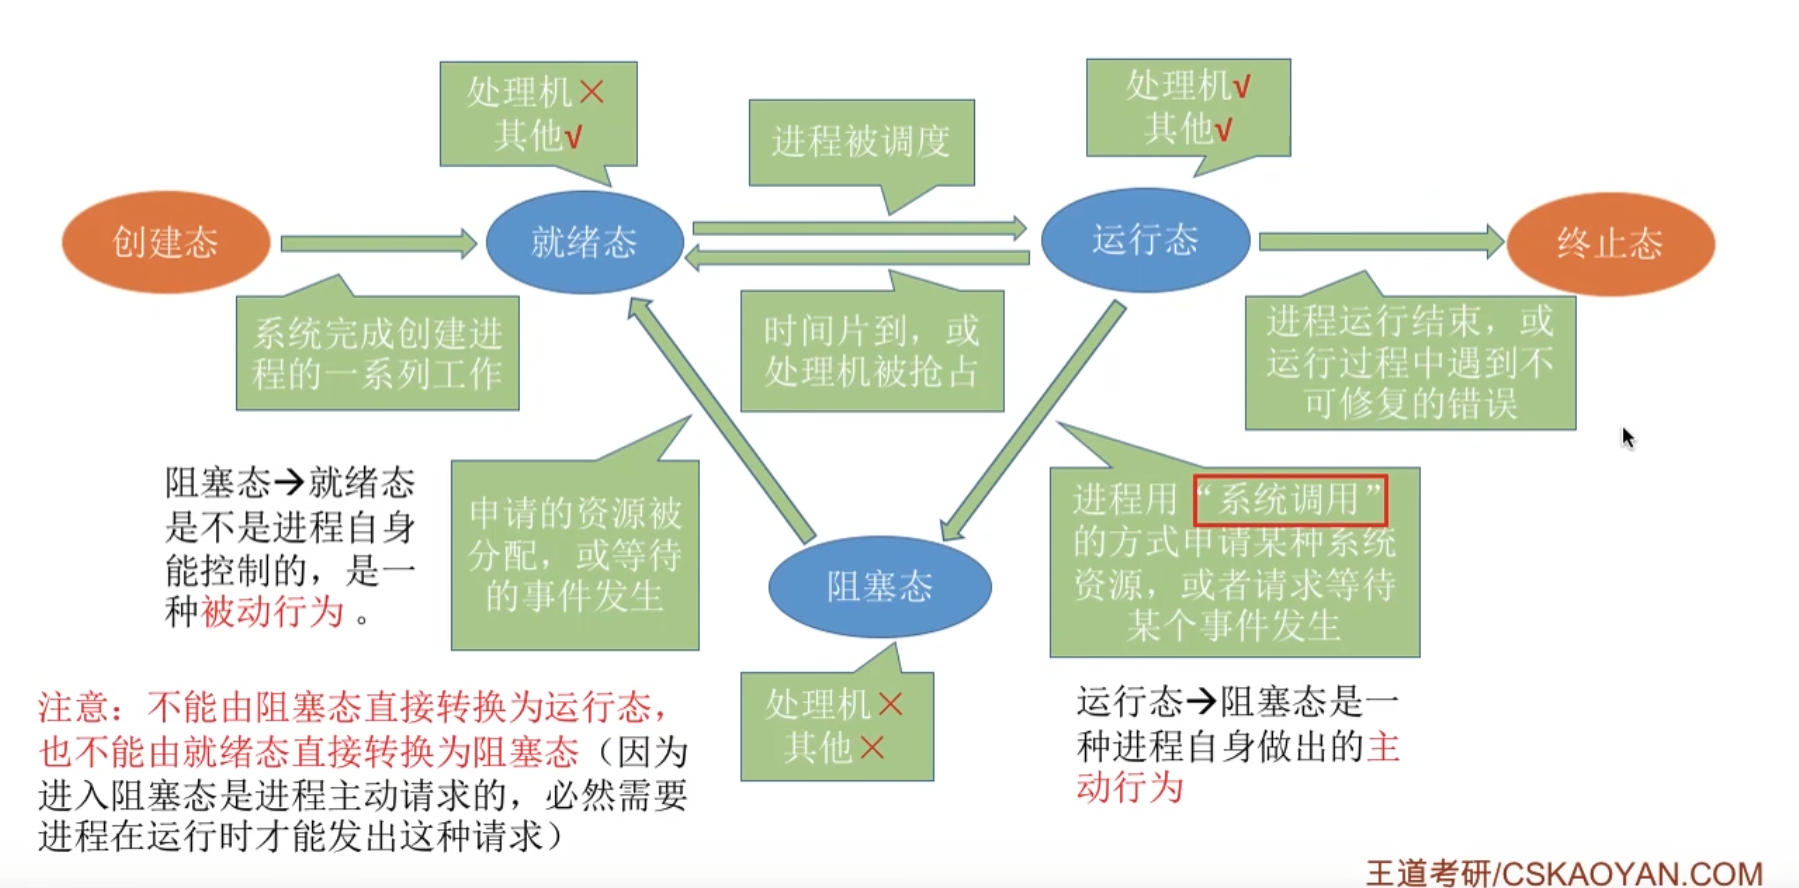 处理机×
其他√
进程被调度
处理机√
其他√
创建态
就绪态
运行态
终止态
系统完成创建进
程的一系列工作
时间片到，或
处理机被抢占
进程运行结束，或
运行过程中遇到不
可修复的错误
阻塞态→就绪态
是不是进程自身
能控制的，是一
种被动行为。
申请的资源被
分配，或等待
的事件发生
进程用“系统调用”
的方式申请某种系统
资源，或者请求等待
某个事件发生
阻塞态
处理机×
其他×
运行态→阻塞态是一
种进程自身做出的主
动行为
注意：不能由阻塞态直接转换为运行态，
也不能由就绪态直接转换为阻塞态（因为
进入阻塞态是进程主动请求的，必然需要
进程在运行时才能发出这种请求）
王道考研/CSKAOYAN.COM